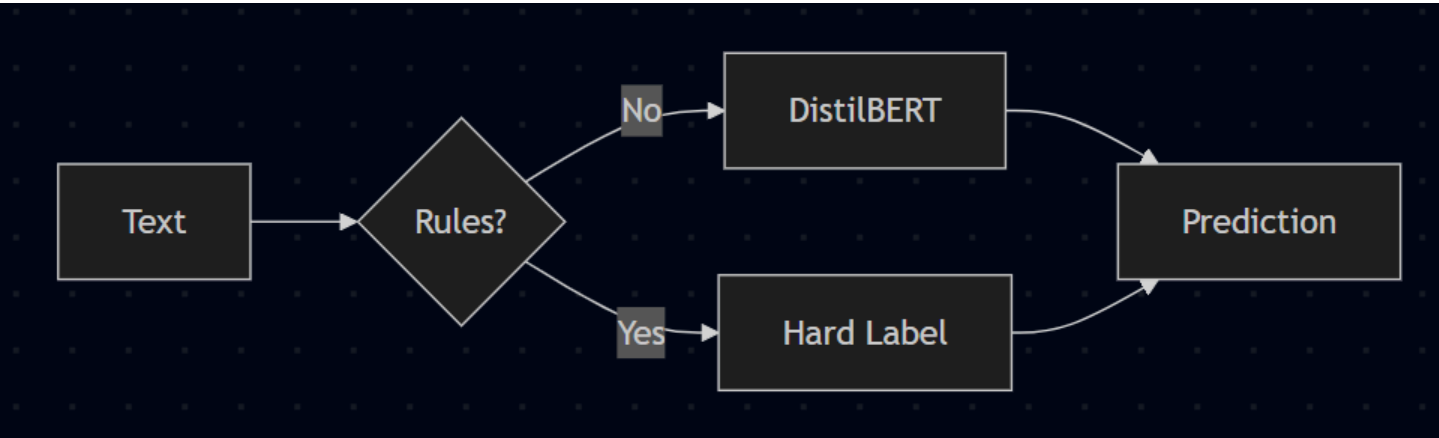 Text
Rules?
No
Yes
DistilBERT
Hard Label
Prediction